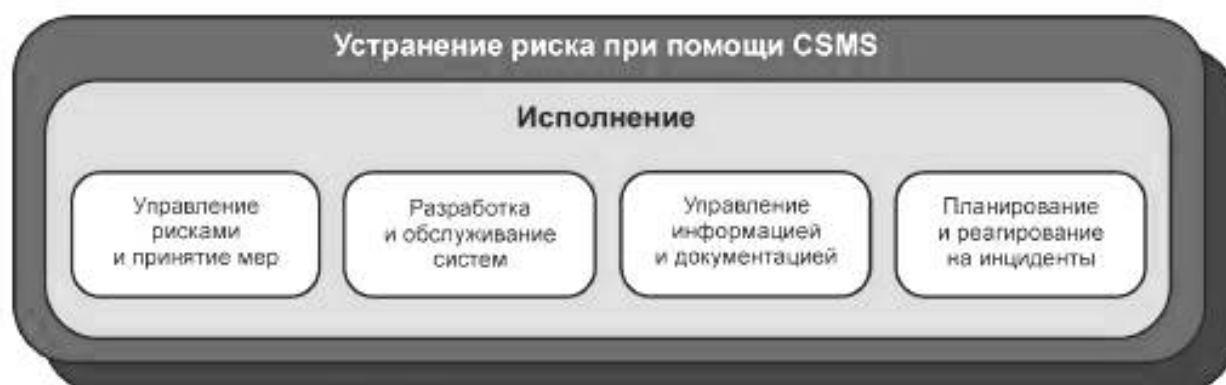 Устранение риска при помощи CSMS
Исполнение
Управление
рисками
и принятие мер
Разработка
и обслуживание
систем
Управление
информацией
и документацией
Планирование
и реагирование
на инциденты